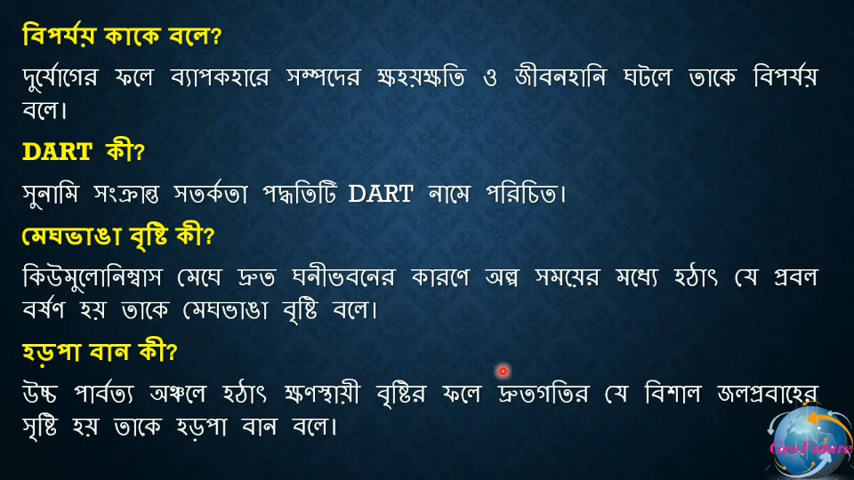 বিপর্যয় কাকে বলে?
দুর্যোগের ফলে ব্যাপকহারে সম্পদের ক্ষহয়ক্ষতি ও জীবনহানি ঘটলে তাকে বিপর্যয়
বলে।
DART কী?
সুনামি সংক্রান্ত সতর্কতা পদ্ধতিটি DART নামে পরিচিত।
মেঘভাঙা বৃষ্টি কী?
কিউমুলোনিম্বাস মেঘে দ্রুত ঘনীভবনের কারণে অল্প সময়ের মধ্যে হঠাৎ যে প্রবল
বর্ষণ হয় তাকে মেঘভাঙা বৃষ্টি বলে।
হড়পা বান কী?
উচ্চ পার্বত্য অঞ্চলে হঠাৎ ক্ষণস্থায়ী বৃষ্টির ফলে দ্রুতগতির যে বিশাল জলপ্রবাহের
সৃষ্টি হয় তাকে হড়পা বান বলে।
GeoFuture